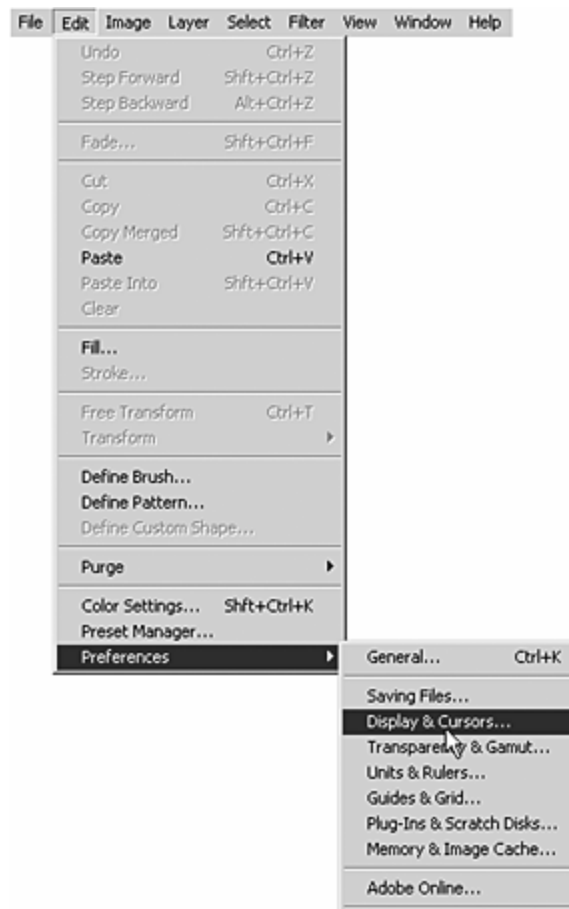 File Edit Image Layer Select Filter View Window Help
Undo Ctrl+Z
Step Forward Shft+Ctrl+Z
Step Backward Alt+Ctrl+Z
Fade... Shft+Ctrl+F
Cut Ctrl+X
Copy Ctrl+C
Copy Merged Shft+Ctrl+C
Paste Ctrl+V
Paste Into Shft+Ctrl+V
Clear
Fill...
Stroke...
Free Transform Ctrl+T
Transform
Define Brush...
Define Pattern...
Define Custom Shape...
Purge
Color Settings... Shft+Ctrl+K
Preset Manager...
Preferences
General... Ctrl+K
Saving Files...
Display & Cursors...
Transparency & Gamut...
Units & Rulers...
Guides & Grid...
Plug-Ins & Scratch Disks...
Memory & Image Cache...
Adobe Online...